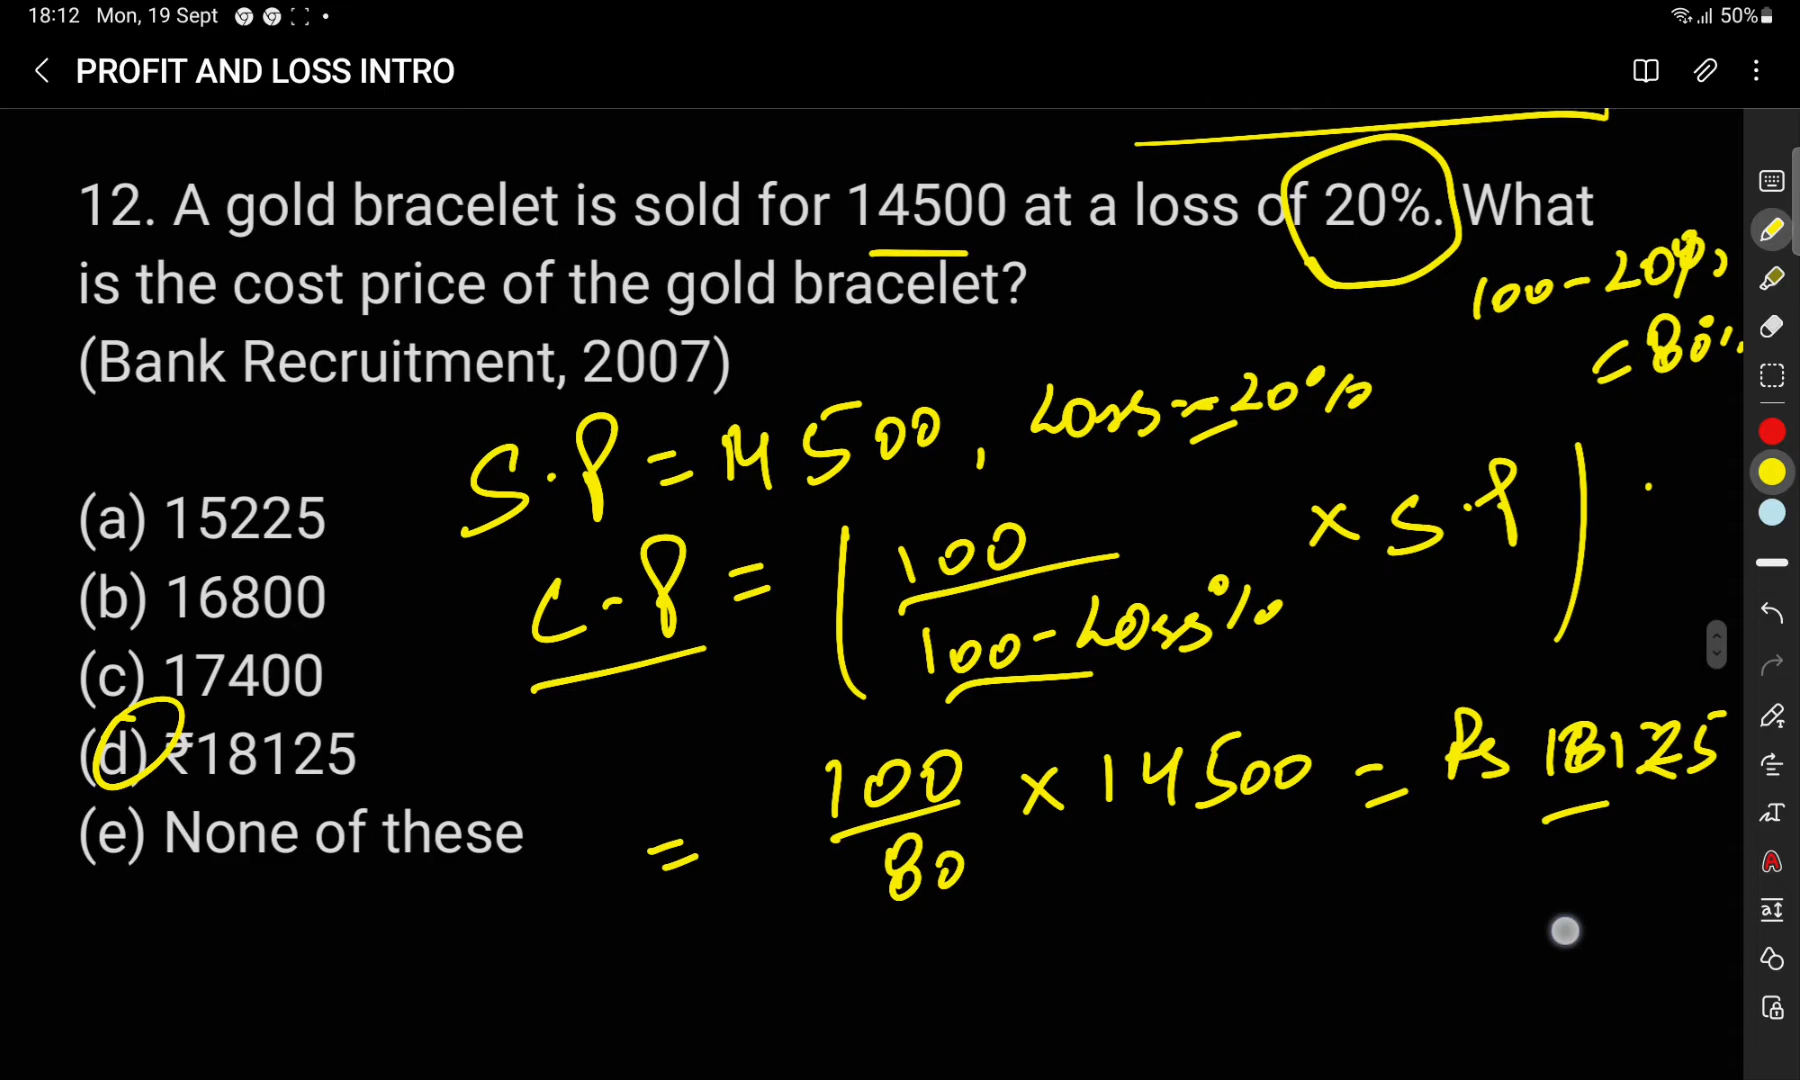 18:12 Mon, 19 Sept 50%
PROFIT AND LOSS INTRO
12. A gold bracelet is sold for 14500 at a loss of 20%. What
is the cost price of the gold bracelet?
100 - 20%
= 80%
(Bank Recruitment, 2007)
S.P = 14500, Loss = 20%
(a) 15225
C.P = ( 100 / 100 - Loss% × S.P )
(b) 16800
(c) 17400
(d) ₹18125
= 100 / 80 × 14500 = Rs 18125
(e) None of these